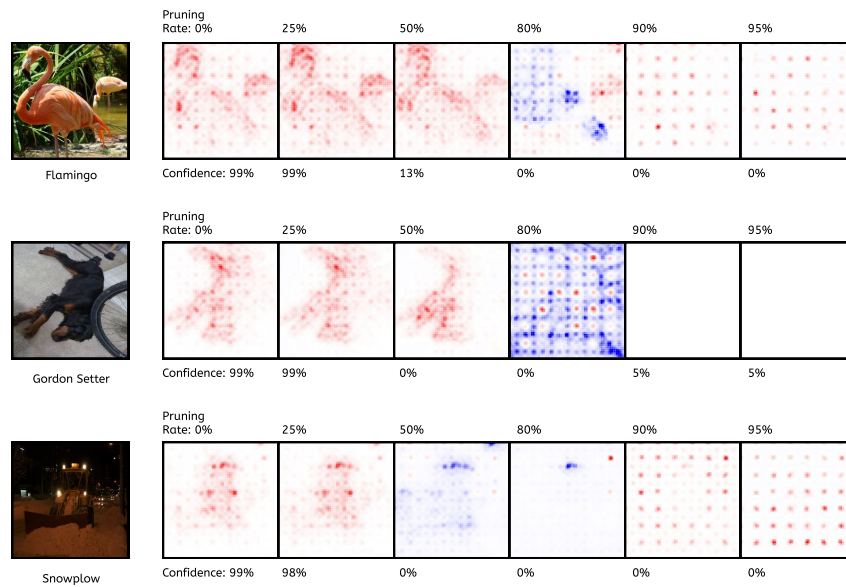 Pruning
Rate: 0% 25% 50% 80% 90% 95%
Flamingo
Confidence: 99% 99% 13% 0% 0% 0%
Pruning
Rate: 0% 25% 50% 80% 90% 95%
Gordon Setter
Confidence: 99% 99% 0% 0% 5% 5%
Pruning
Rate: 0% 25% 50% 80% 90% 95%
Snowplow
Confidence: 99% 98% 0% 0% 0% 0%